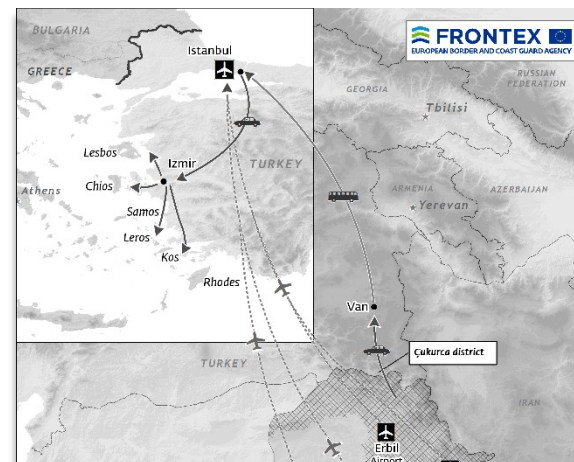 BULGARIA
GREECE
Istanbul
FRONTEX
EUROPEAN BORDER AND COAST GUARD AGENCY
RUSSIAN
FEDERATION
GEORGIA
Tbilisi
Lesbos
Izmir
TURKEY
Athens
Chios
ARMENIA
AZERBAIJAN
Yerevan
Samos
Leros
Kos
Rhodes
Van
Çukurca district
TURKEY
IRAN
Erbil
Airport